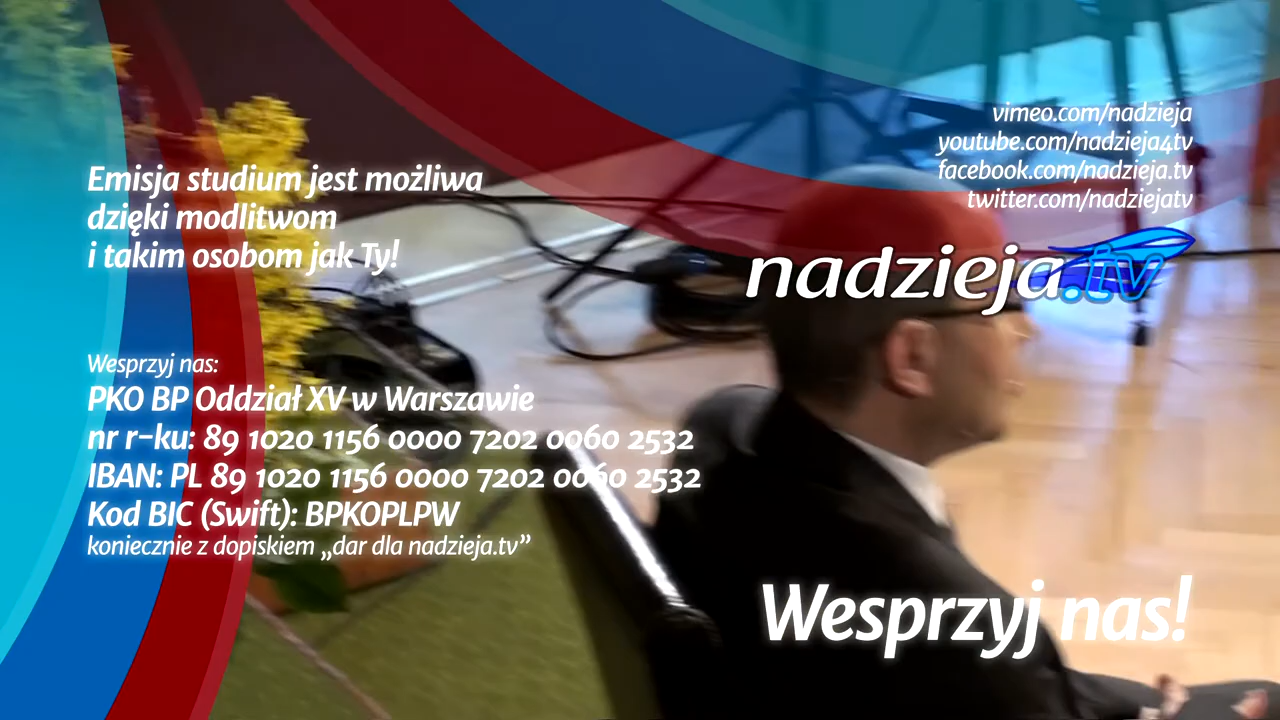 Emisja studium jest możliwa
dzięki modlitwom
i takim osobom jak Ty!
Wesprzyj nas:
PKO BP Oddział XV w Warszawie
nr r-ku: 89 1020 1156 0000 7202 0060 2532
IBAN: PL 89 1020 1156 0000 7202 0060 2532
Kod BIC (Swift): BPKOPLPW
koniecznie z dopiskiem „dar dla nadzieja.tv”
vimeo.com/nadzieja
youtube.com/nadzieja4tv
facebook.com/nadzieja.tv
twitter.com/nadziejatv
nadzieja.tv
Wesprzyj nas!